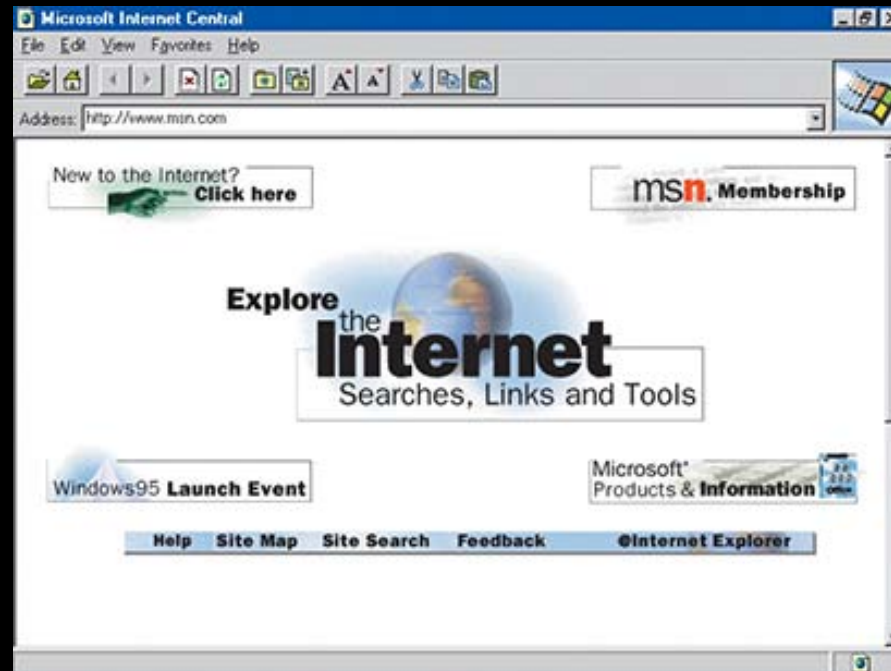 Microsoft Internet Central
File Edit View Favorites Help
A A
Address: http://www.msn.com
New to the Internet?
Click here
msn. Membership
Explore
the
Internet
Searches, Links and Tools
Windows95 Launch Event
Microsoft®
Products & Information
Office
Help Site Map Site Search Feedback @Internet Explorer